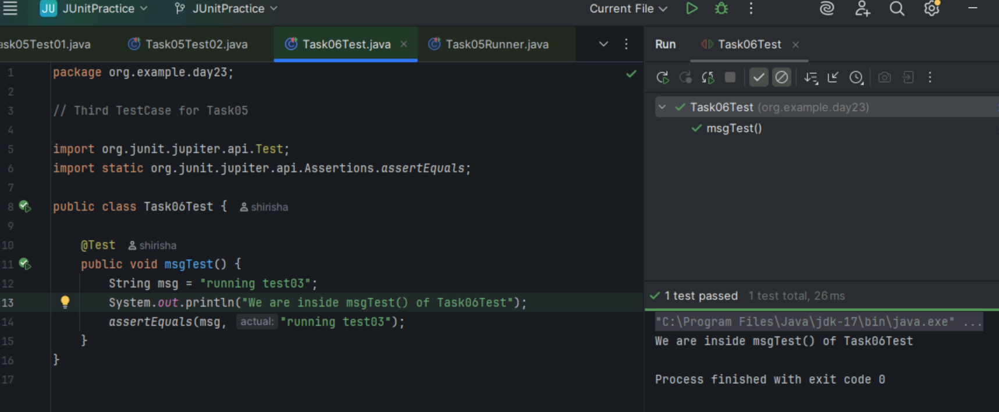 JU JUnitPractice JUnitPractice Current File
ask05Test01.java Task05Test02.java Task06Test.java Task05Runner.java
1 package org.example.day23;
2
3 // Third TestCase for Task05
4
5 import org.junit.jupiter.api.Test;
6 import static org.junit.jupiter.api.Assertions.assertEquals;
7
8 public class Task06Test { shirisha
9
10 @Test shirisha
11 public void msgTest() {
12 String msg = "running test03";
13 System.out.println("We are inside msgTest() of Task06Test");
14 assertEquals(msg, actual: "running test03");
15 }
16 }
17
Run Task06Test
Task06Test (org.example.day23)
msgTest()
1 test passed 1 test total, 26 ms
"C:\Program Files\Java\jdk-17\bin\java.exe" ...
We are inside msgTest() of Task06Test
Process finished with exit code 0